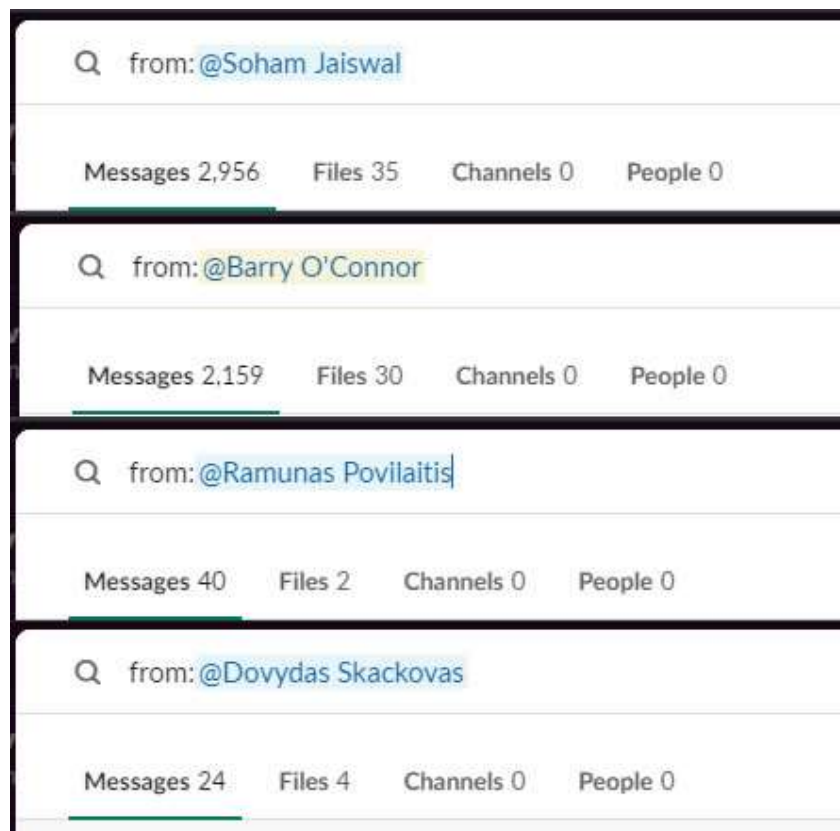 from: @Soham Jaiswal
Messages 2,956 Files 35 Channels 0 People 0
from: @Barry O'Connor
Messages 2,159 Files 30 Channels 0 People 0
from: @Ramunas Povilaitis
Messages 40 Files 2 Channels 0 People 0
from: @Dovydas Skackovas
Messages 24 Files 4 Channels 0 People 0